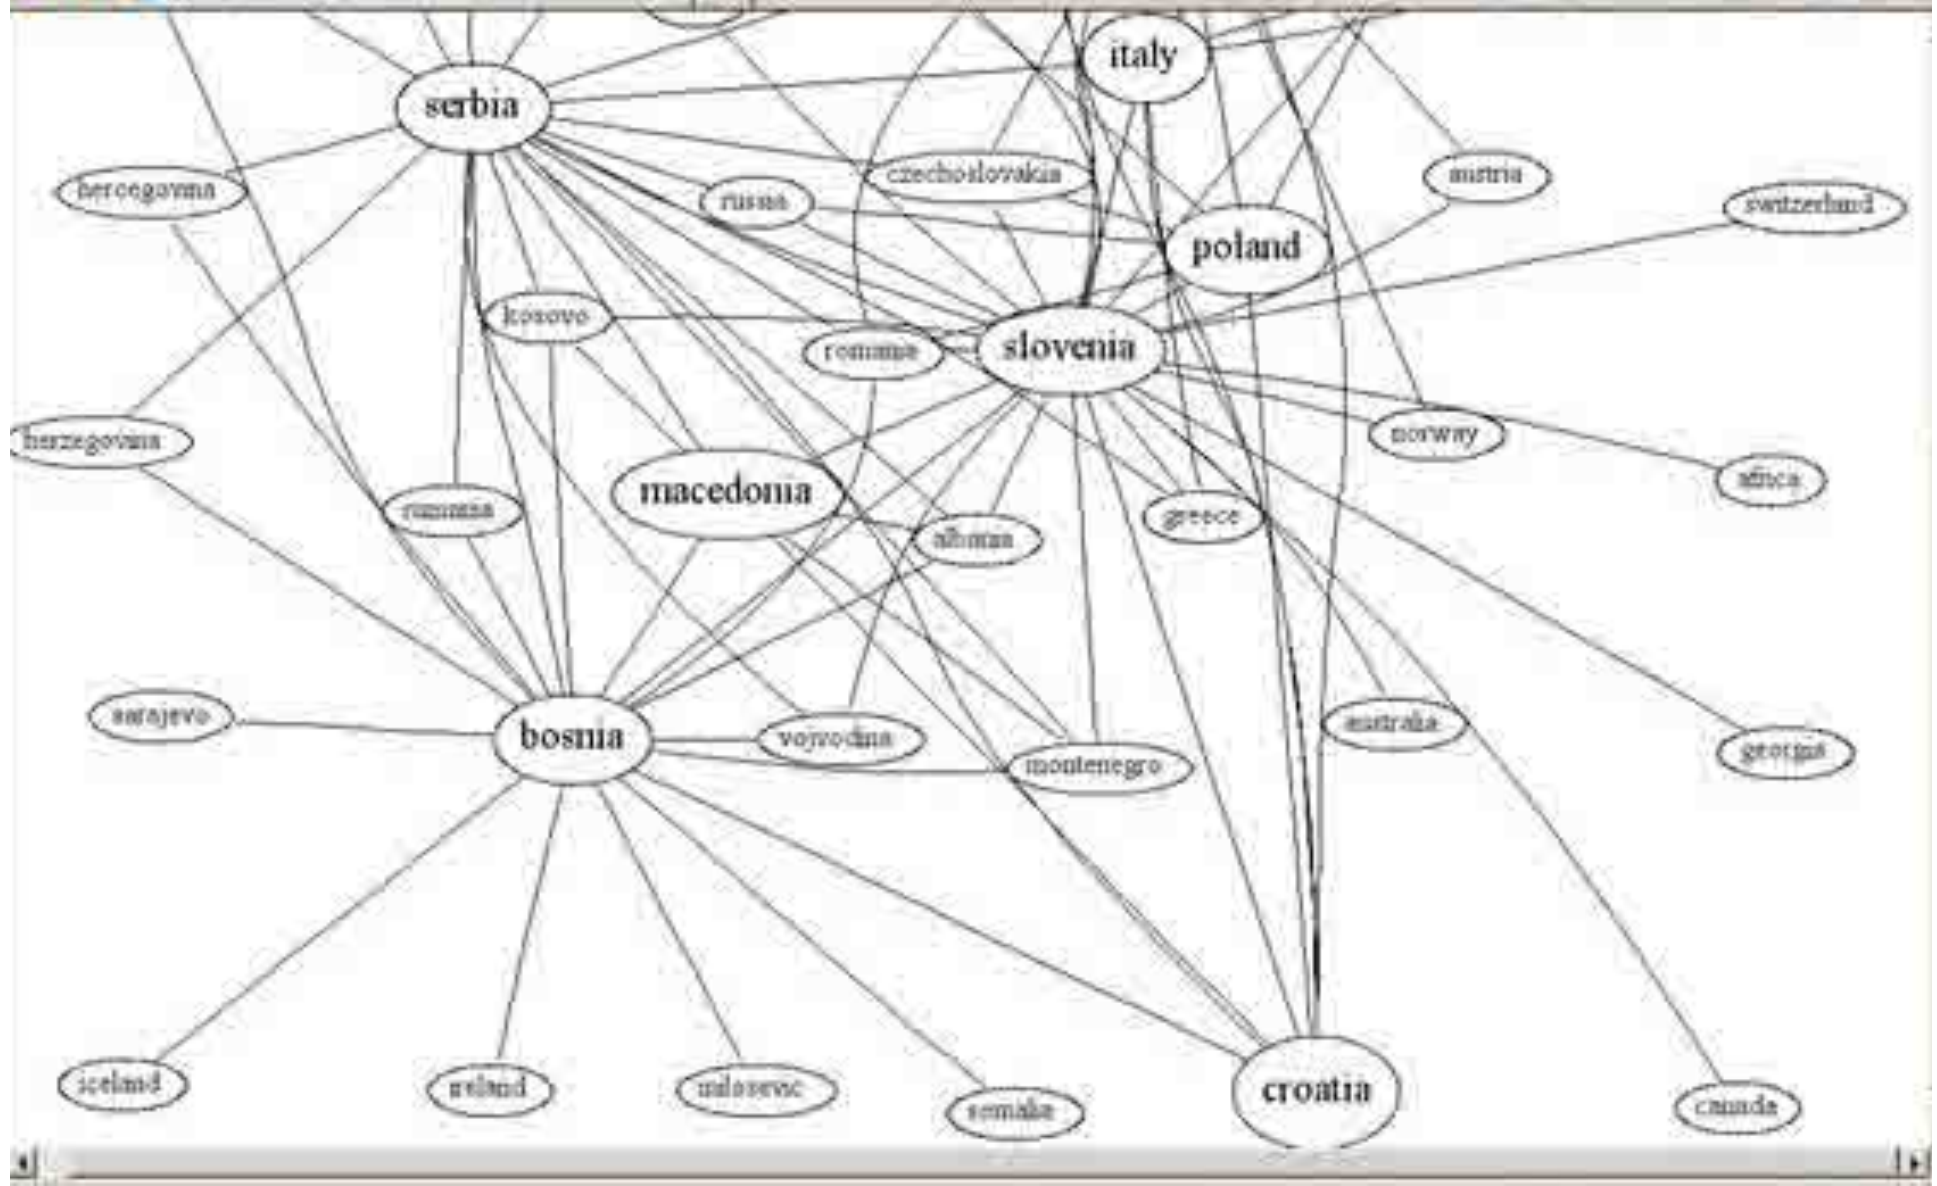 italy
serbia
czechoslovakia
austria
hercegovina
russia
switzerland
poland
kosovo
romania
slovenia
herzegovina
norway
macedonia
africa
greece
albania
sarajevo
bosnia
vojvodina
australia
montenegro
georgia
iceland
ireland
milosevic
croatia
canada